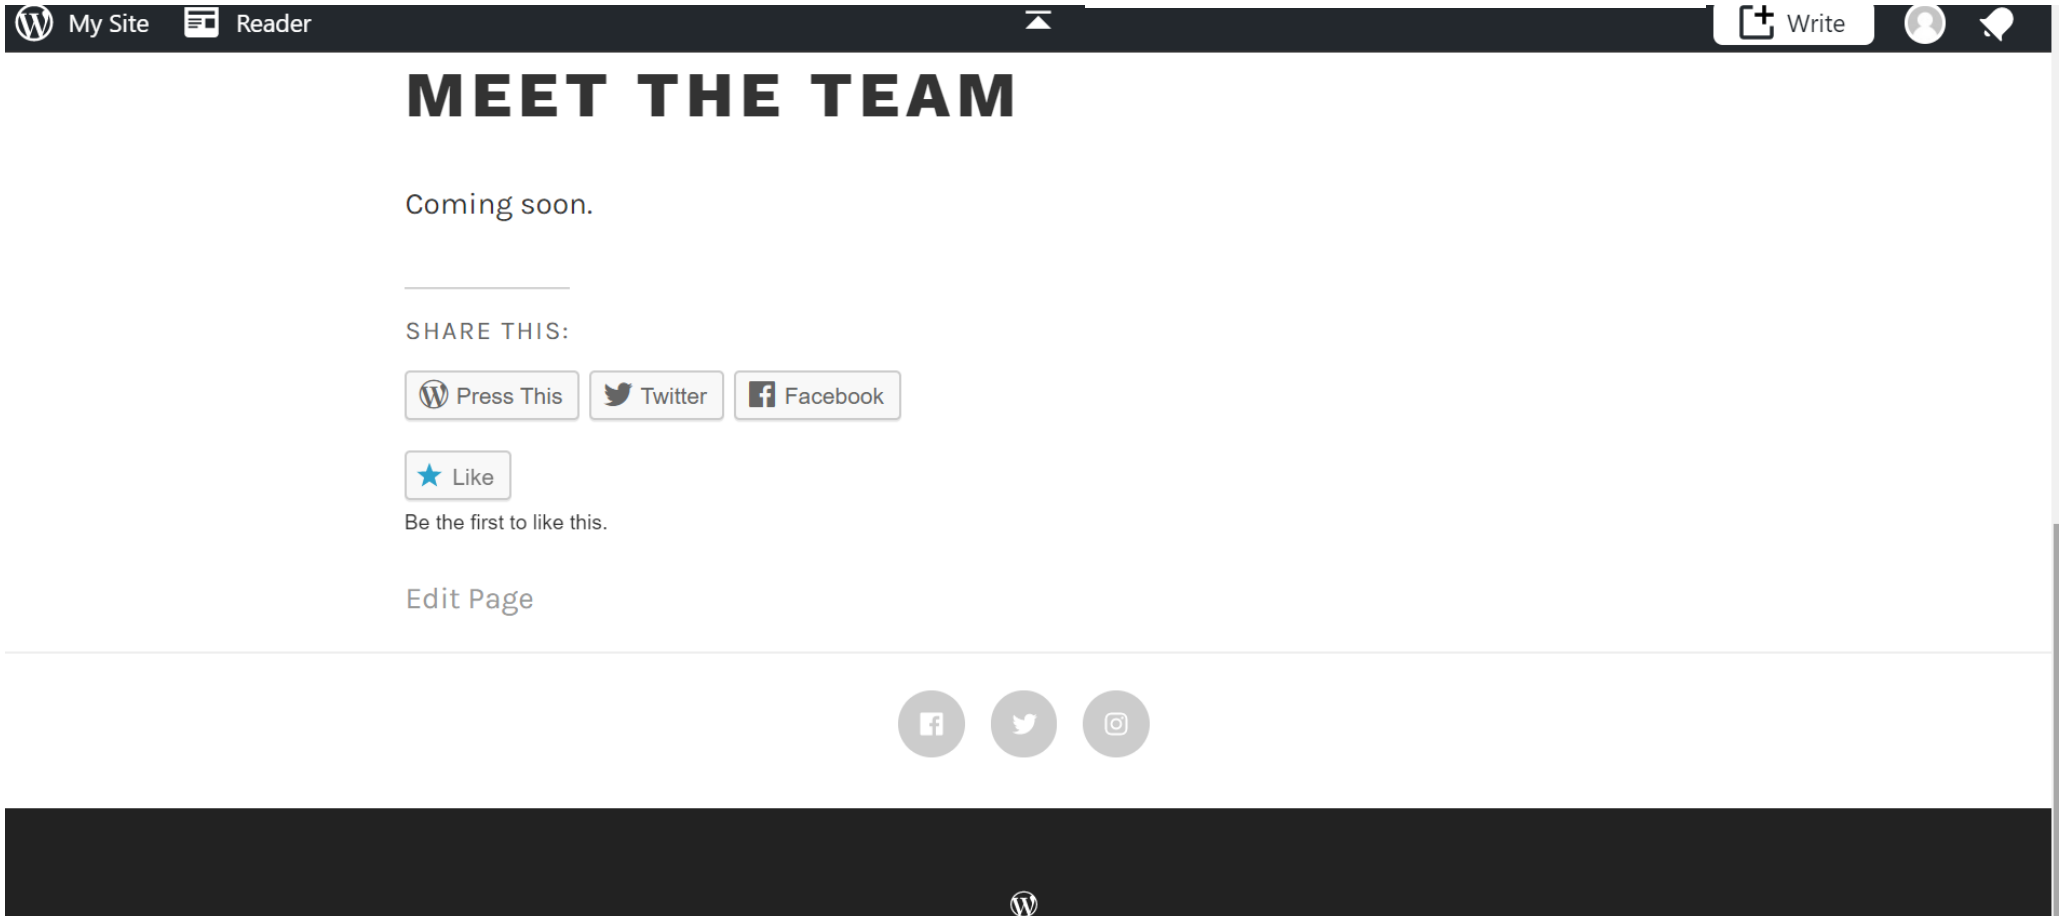 My Site Reader Write
MEET THE TEAM
Coming soon.
SHARE THIS:
Press This Twitter Facebook
Like
Be the first to like this.
Edit Page